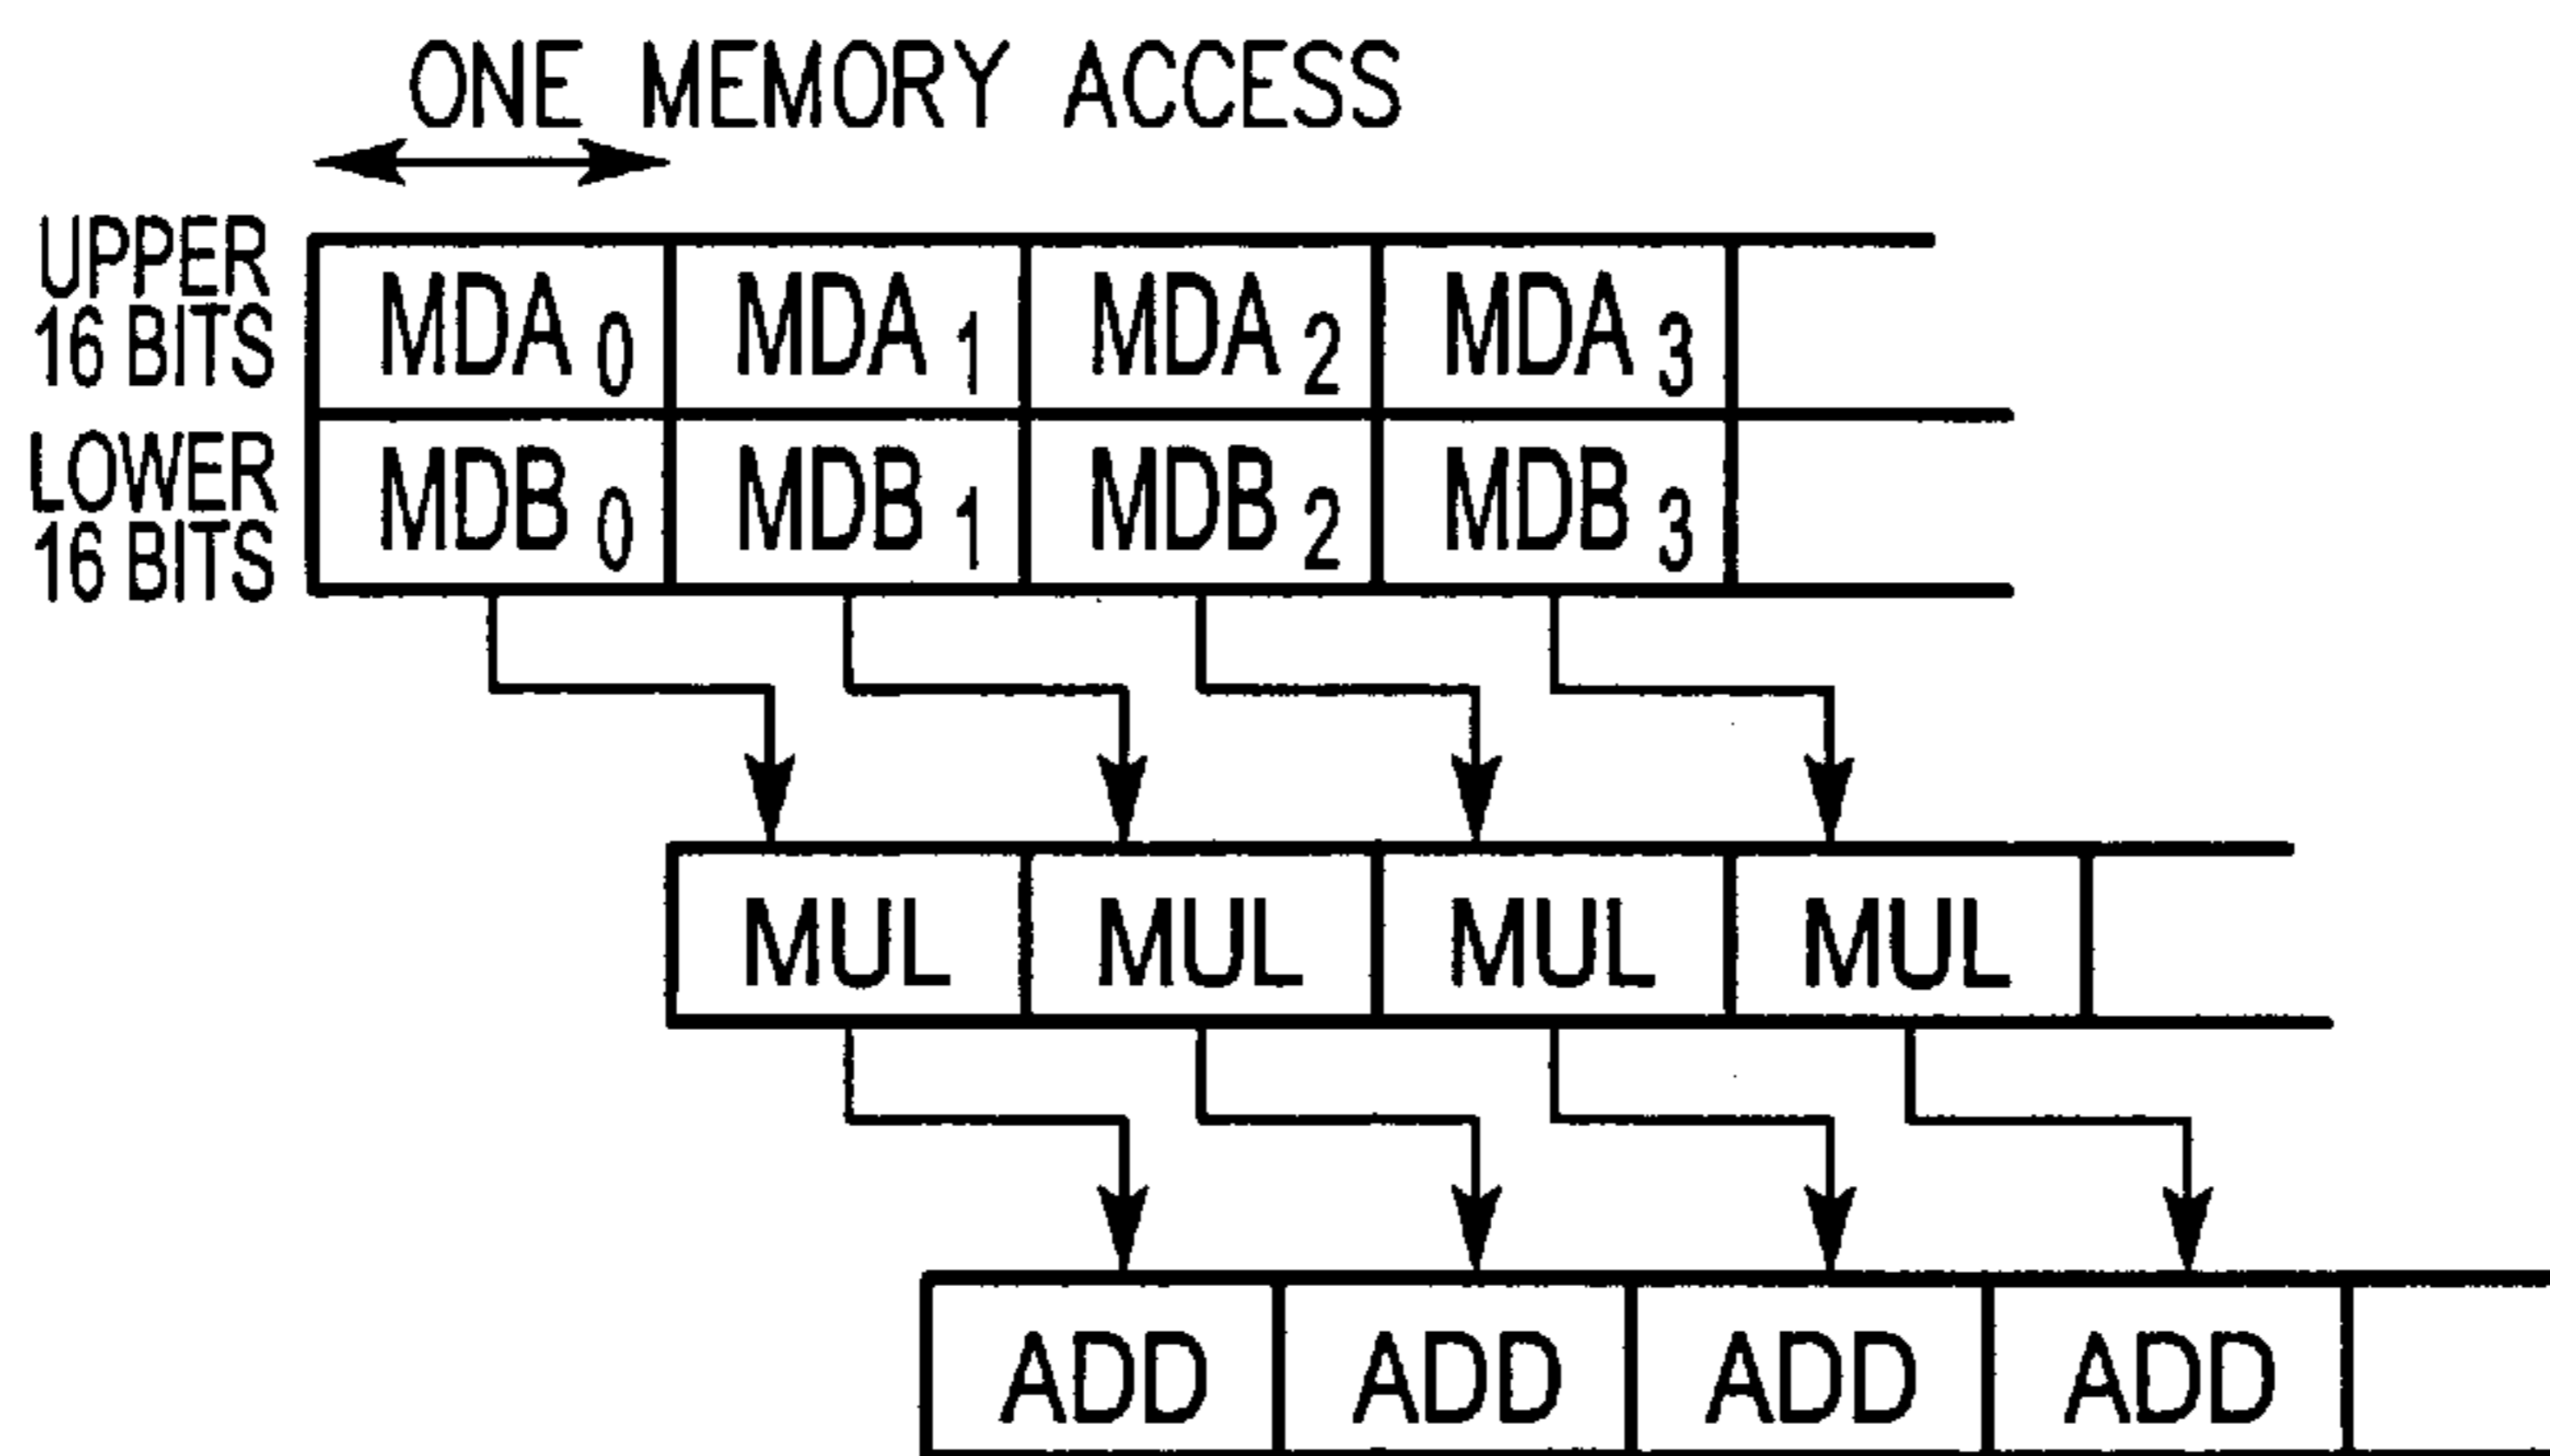 ONE MEMORY ACCESS
UPPER
16 BITS
MDA 0 MDA 1 MDA 2 MDA 3
LOWER
16 BITS
MDB 0 MDB 1 MDB 2 MDB 3
MUL MUL MUL MUL
ADD ADD ADD ADD